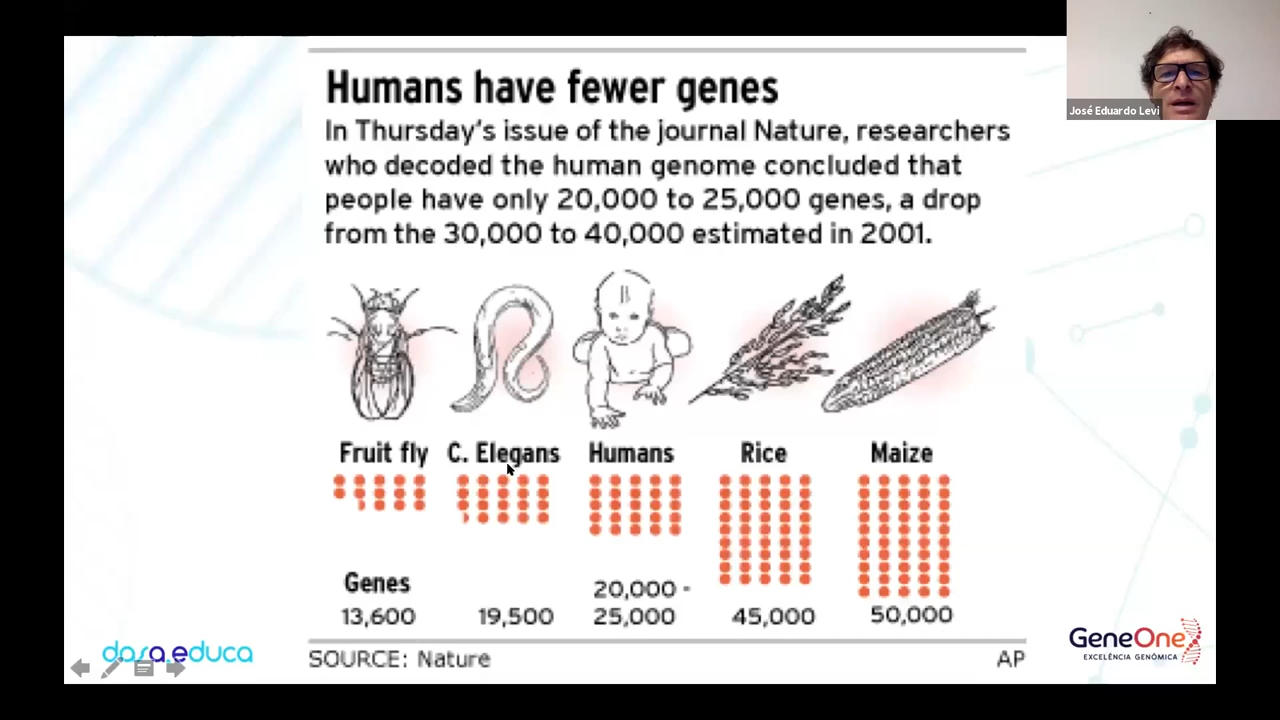 José Eduardo Levi
Humans have fewer genes
In Thursday's issue of the journal Nature, researchers
who decoded the human genome concluded that
people have only 20,000 to 25,000 genes, a drop
from the 30,000 to 40,000 estimated in 2001.
Fruit fly C. Elegans Humans Rice Maize
Genes
13,600 19,500 20,000 - 25,000 45,000 50,000
SOURCE: Nature AP
dasa.educa
GeneOne
EXCELÊNCIA GENÔMICA